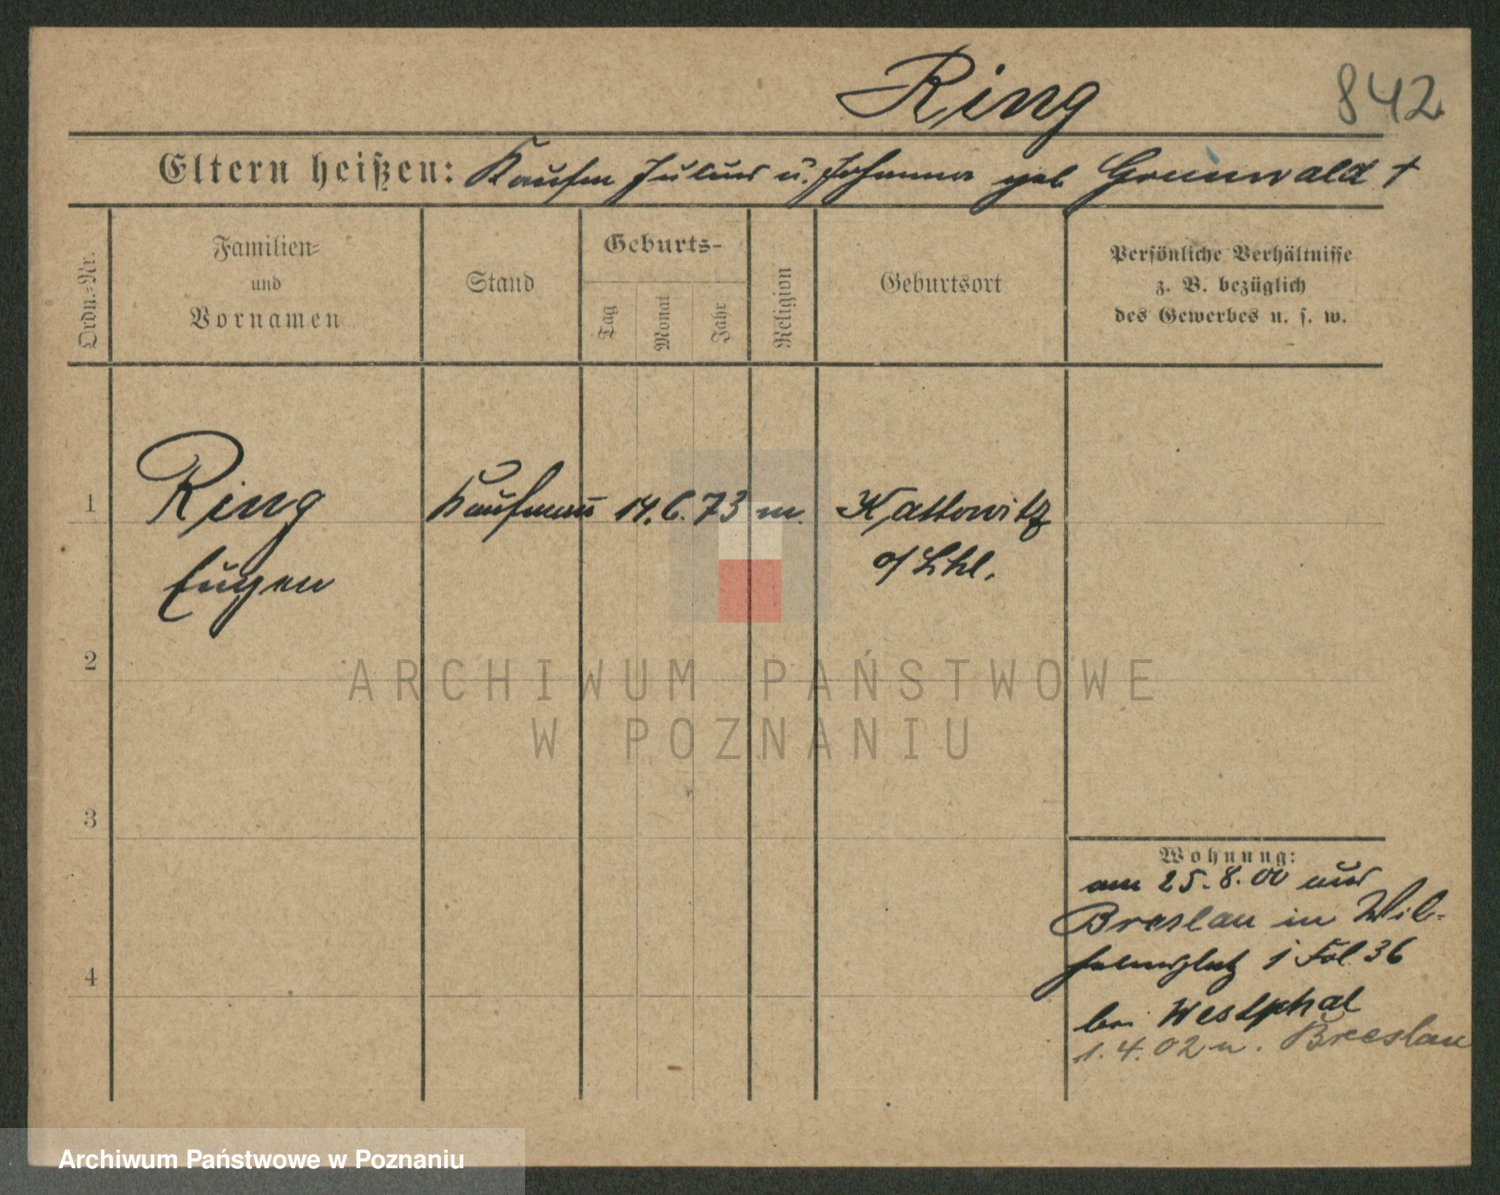 Ring
842
Eltern heißen: Kaufm Julius u. Johanna geb Grünwald +
Ordn.-Nr.
Familien-
und
Vornamen
Stand
Geburts-
Tag
Monat
Jahr
Religion
Geburtsort
Persönliche Verhältnisse
z. B. bezüglich
des Gewerbes u. s. w.
1 Ring Kaufmann 14. 6. 73 m. Kattowitz
Eugen o/Schl.
2
ARCHIWUM PAŃSTWOWE
W POZNANIU
3
Wohnung:
am 25.8.00 aus
Breslau in Wil-
helmsplatz 1 Fol. 36
4
bei Westphal
1.4.02 n. Breslau
Archiwum Państwowe w Poznaniu